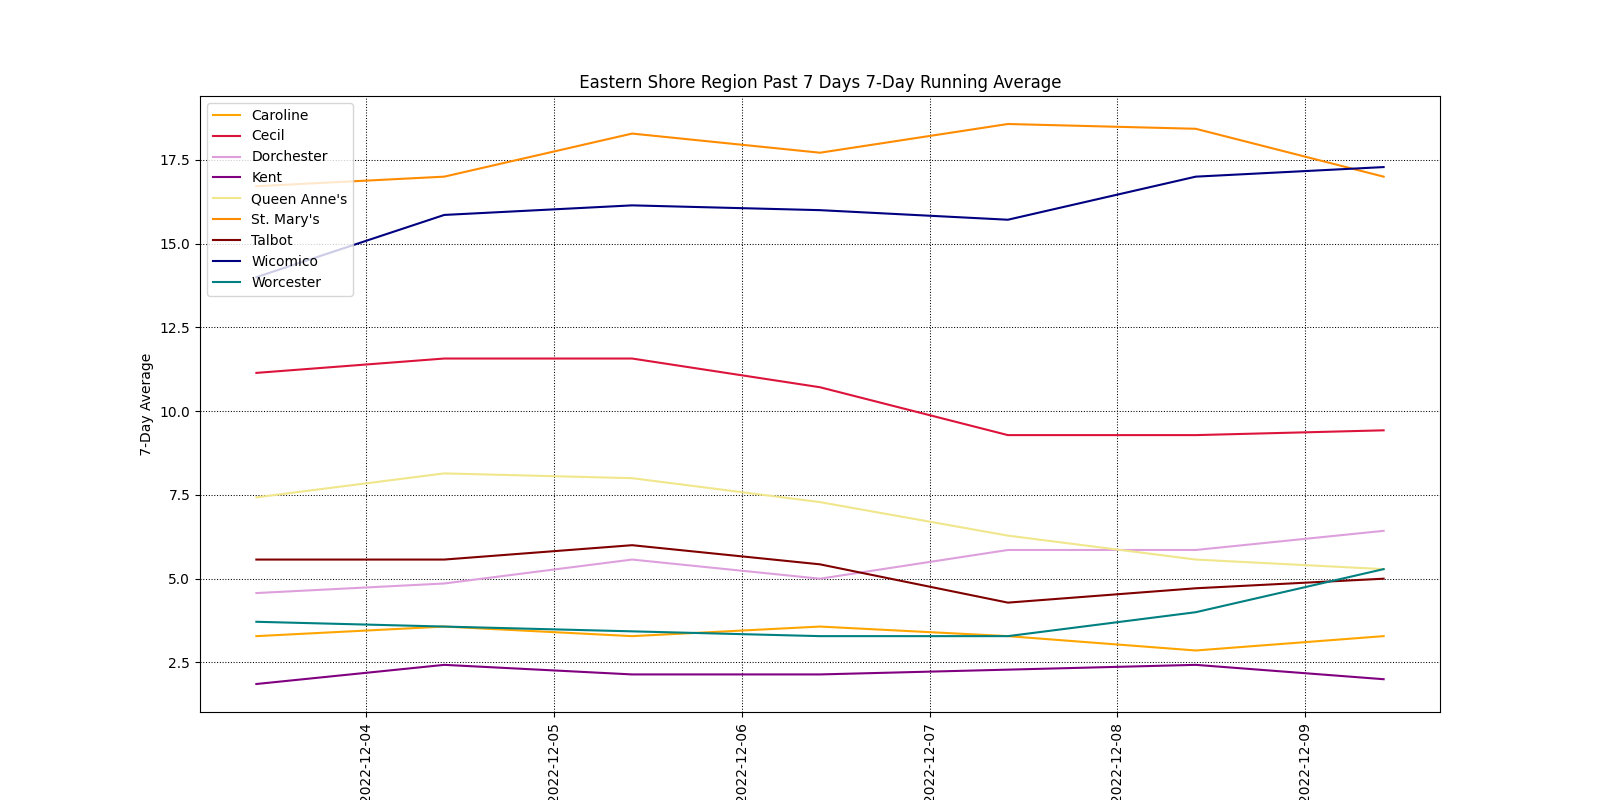 Eastern Shore Region Past 7 Days 7-Day Running Average
Caroline
Cecil
Dorchester
Kent
Queen Anne's
St. Mary's
Talbot
Wicomico
Worcester
17.5
15.0
12.5
10.0
7.5
5.0
2.5
7-Day Average
2022-12-04
2022-12-05
2022-12-06
2022-12-07
2022-12-08
2022-12-09